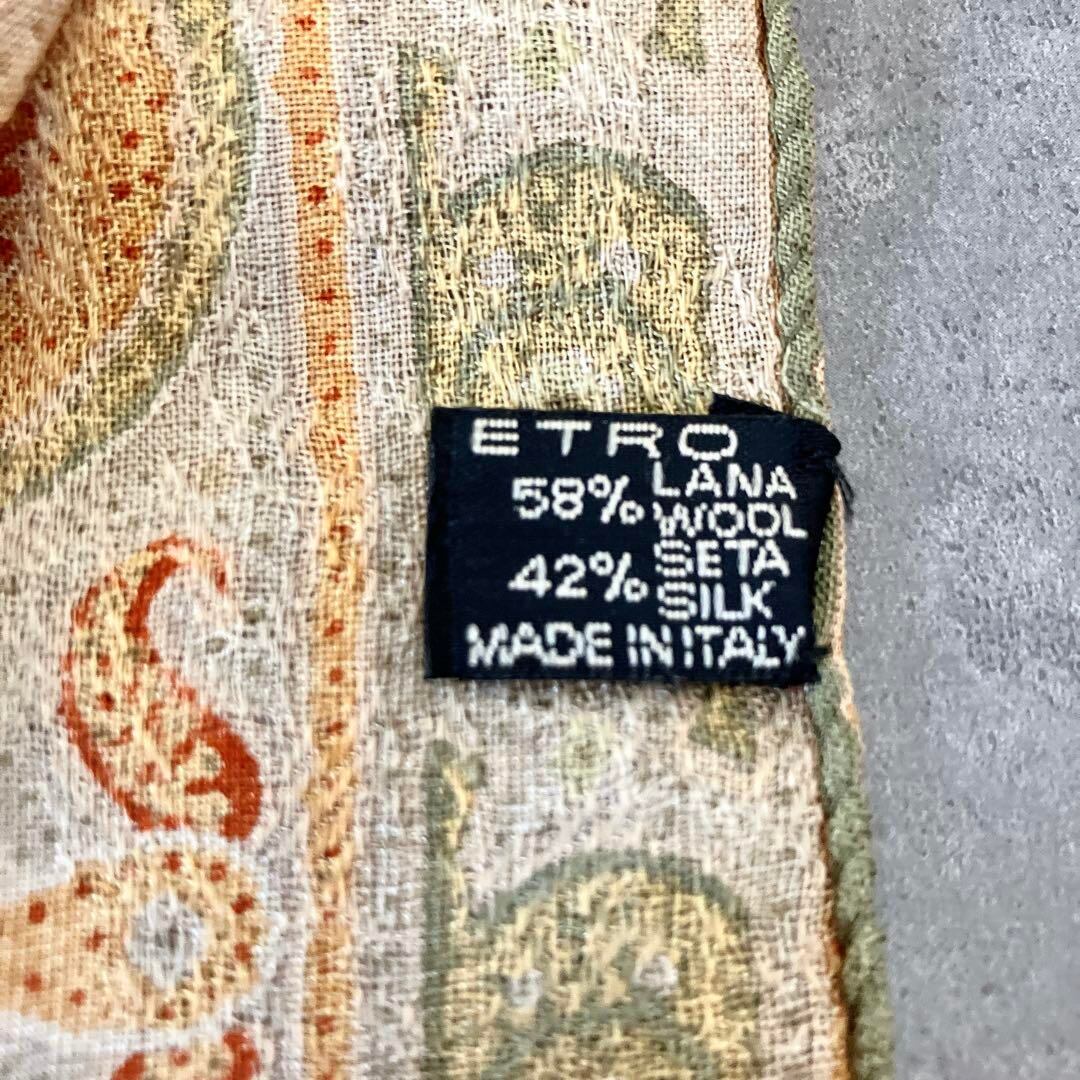 ETRO
58% LANA
WOOL
42% SETA
SILK
MADE IN ITALY